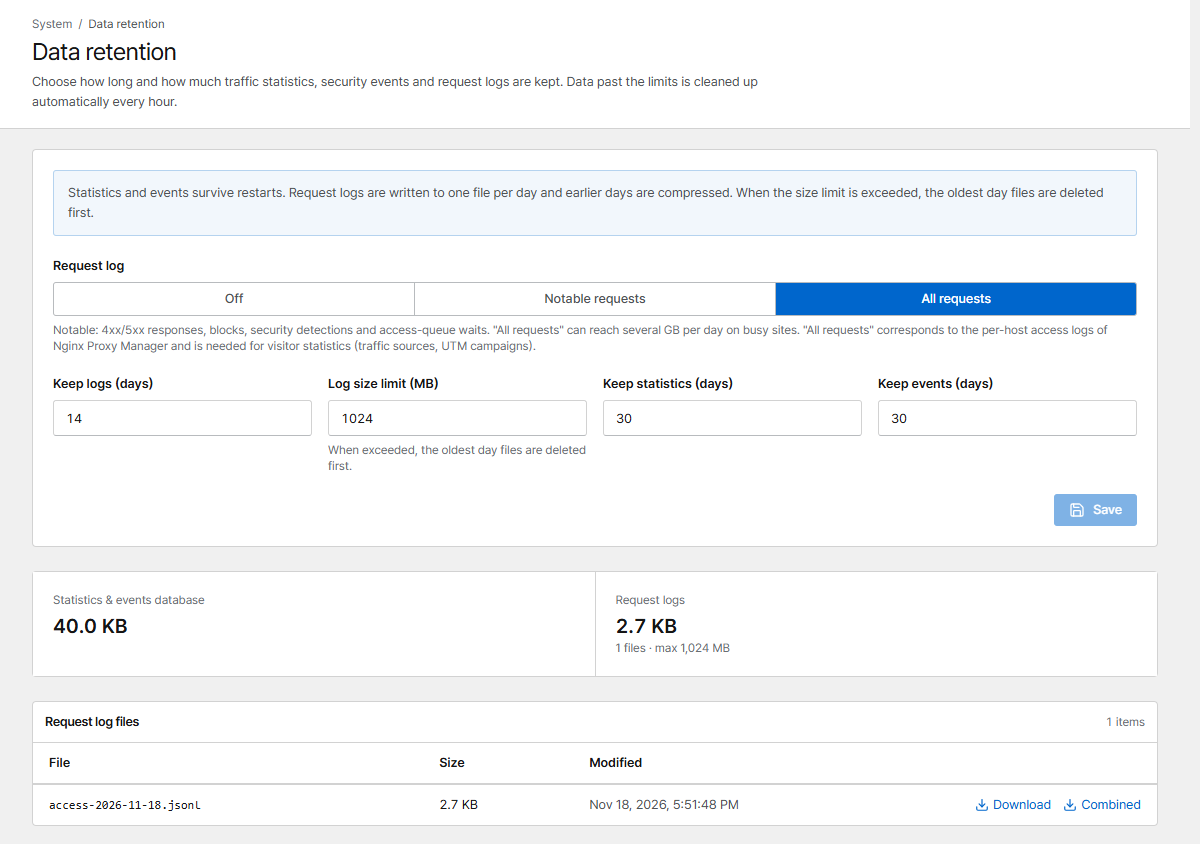 System / Data retention
Data retention
Choose how long and how much traffic statistics, security events and request logs are kept. Data past the limits is cleaned up
automatically every hour.
Statistics and events survive restarts. Request logs are written to one file per day and earlier days are compressed. When the size limit is exceeded, the oldest day files are deleted
first.
Request log
Off
Notable requests
All requests
Notable: 4xx/5xx responses, blocks, security detections and access-queue waits. "All requests" can reach several GB per day on busy sites. "All requests" corresponds to the per-host access logs of
Nginx Proxy Manager and is needed for visitor statistics (traffic sources, UTM campaigns).
Keep logs (days)
14
Log size limit (MB)
1024
When exceeded, the oldest day files are deleted
first.
Keep statistics (days)
30
Keep events (days)
30
Save
Statistics & events database
40.0 KB
Request logs
2.7 KB
1 files · max 1,024 MB
Request log files
1 items
File Size Modified
access-2026-11-18.jsonl 2.7 KB Nov 18, 2026, 5:51:48 PM Download Combined